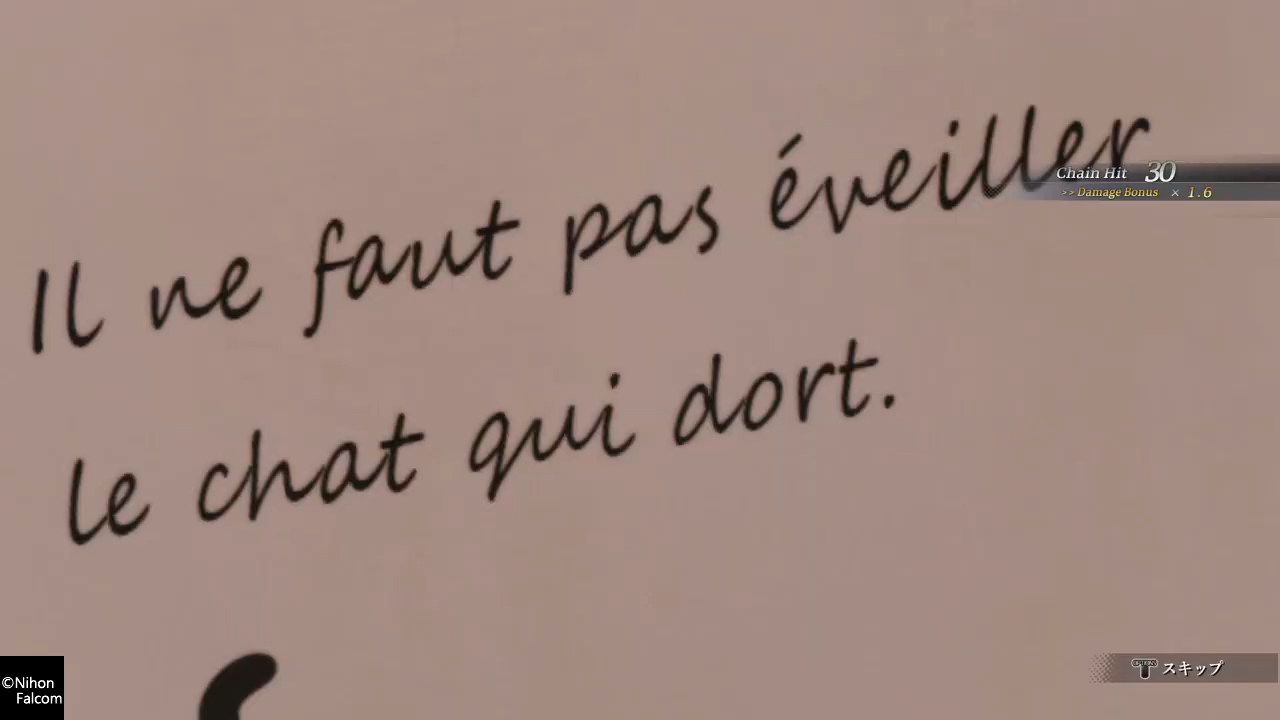 Il ne faut pas éveiller
le chat qui dort.
Chain Hit 30
>> Damage Bonus × 1.6
OPTIONS スキップ
©Nihon
Falcom